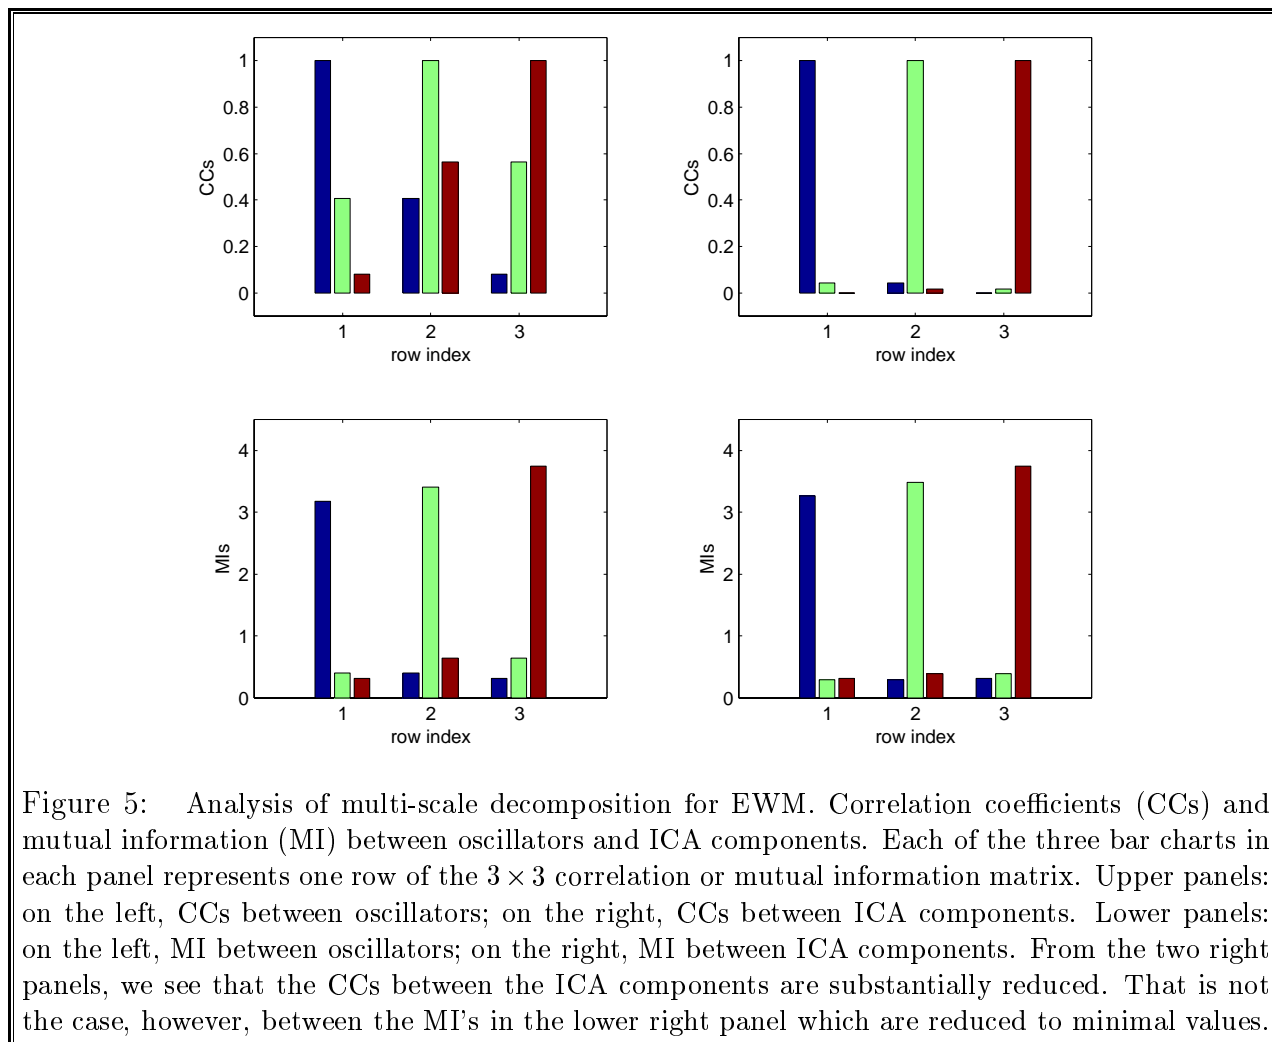 1
0.8
0.6
0.4
0.2
0
CCs
1 2 3
row index
1
0.8
0.6
0.4
0.2
0
CCs
1 2 3
row index
4
3
2
1
0
MIs
1 2 3
row index
4
3
2
1
0
MIs
1 2 3
row index
Figure 5: Analysis of multi-scale decomposition for EWM. Correlation coefficients (CCs) and
mutual information (MI) between oscillators and ICA components. Each of the three bar charts in
each panel represents one row of the 3 × 3 correlation or mutual information matrix. Upper panels:
on the left, CCs between oscillators; on the right, CCs between ICA components. Lower panels:
on the left, MI between oscillators; on the right, MI between ICA components. From the two right
panels, we see that the CCs between the ICA components are substantially reduced. That is not
the case, however, between the MI's in the lower right panel which are reduced to minimal values.